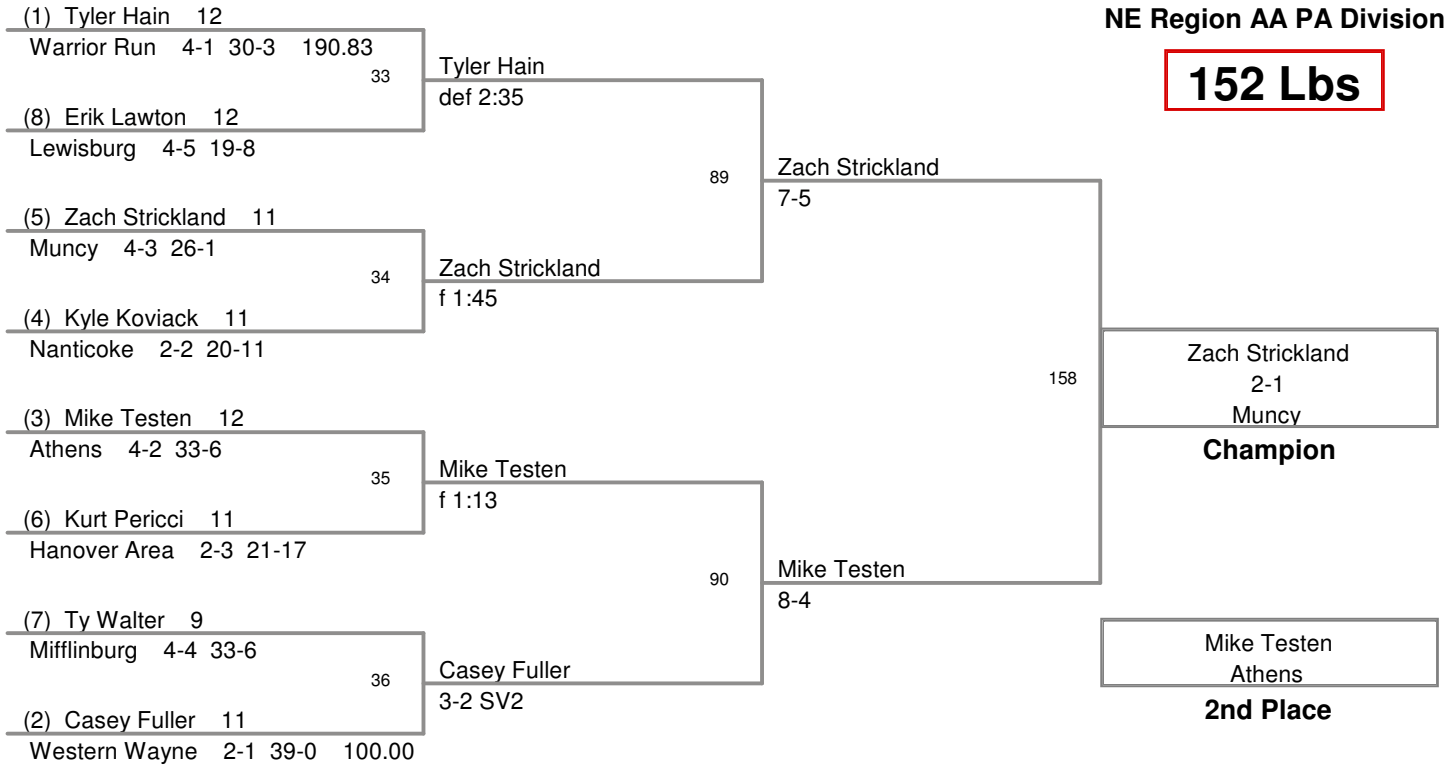 (1) Tyler Hain 12
Warrior Run 4-1 30-3 190.83
33
(8) Erik Lawton 12
Lewisburg 4-5 19-8
(5) Zach Strickland 11
Muncy 4-3 26-1
34
(4) Kyle Koviack 11
Nanticoke 2-2 20-11
(3) Mike Testen 12
Athens 4-2 33-6
35
(6) Kurt Pericci 11
Hanover Area 2-3 21-17
(7) Ty Walter 9
Mifflinburg 4-4 33-6
36
(2) Casey Fuller 11
Western Wayne 2-1 39-0 100.00
Tyler Hain
def 2:35
89
Zach Strickland
f 1:45
Mike Testen
f 1:13
90
Casey Fuller
3-2 SV2
Zach Strickland
7-5
158
Mike Testen
8-4
NE Region AA PA Division
152 Lbs
Zach Strickland
2-1
Muncy
Champion
Mike Testen
Athens
2nd Place